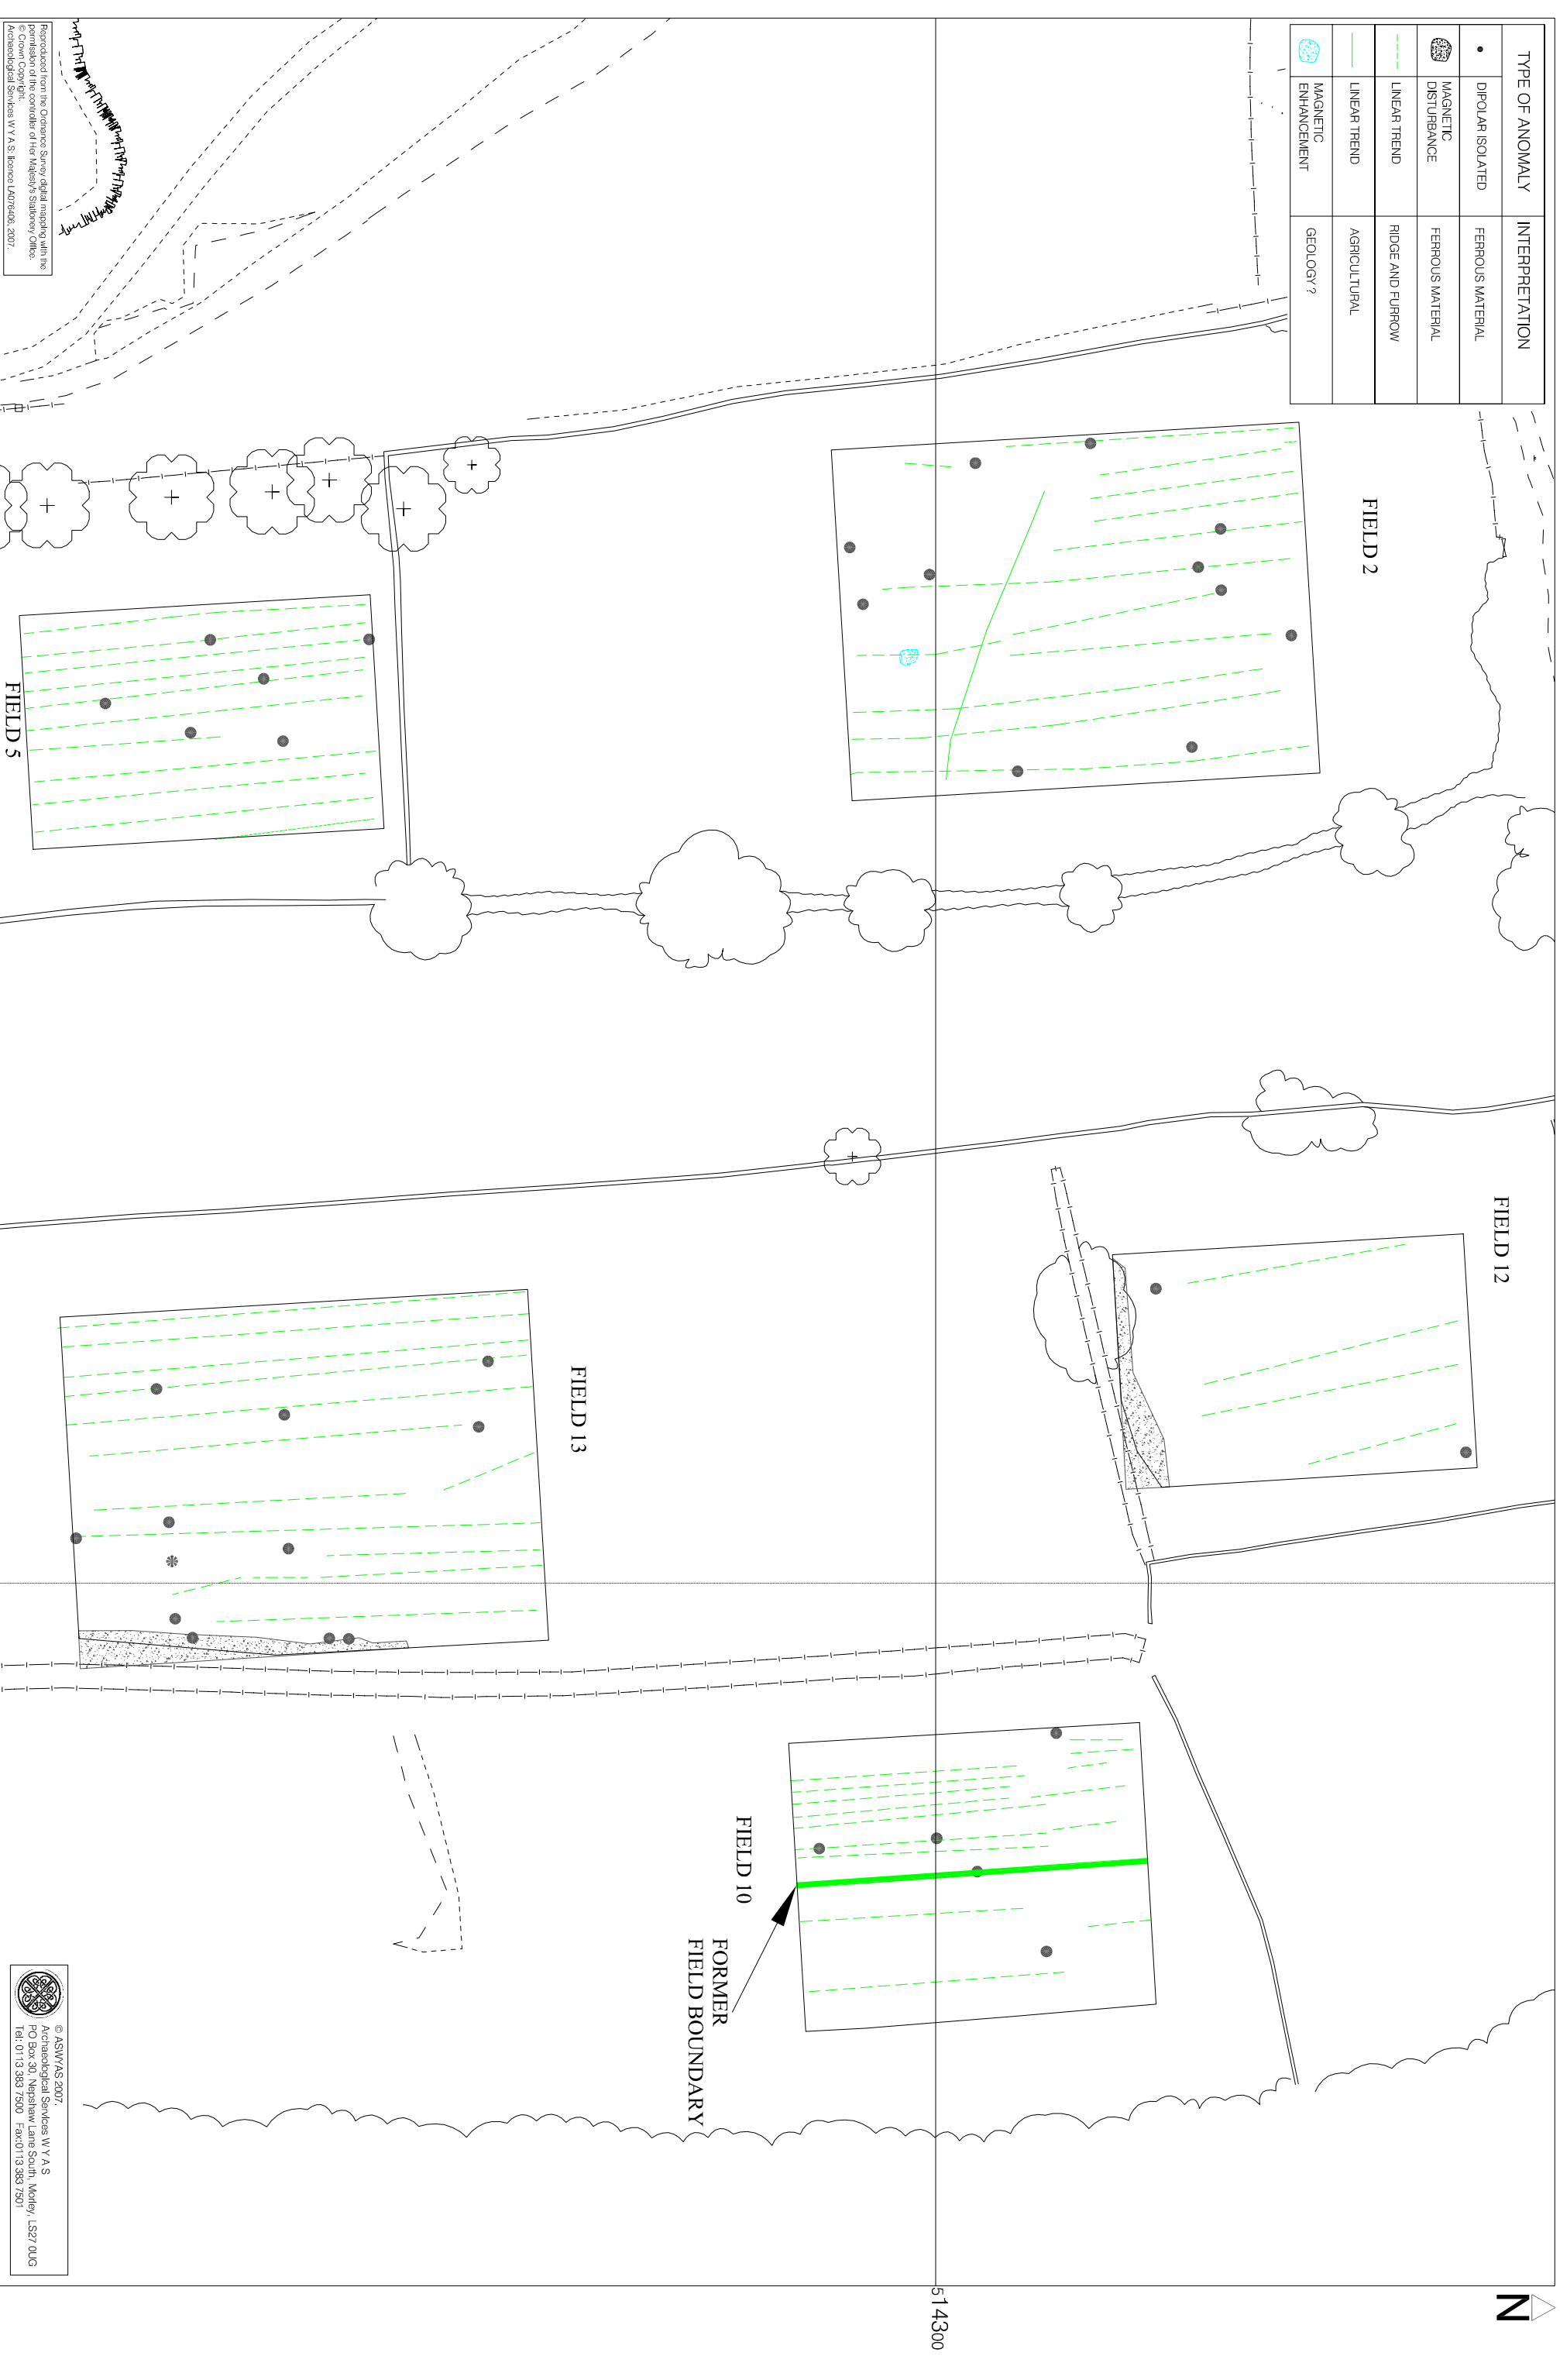 TYPE OF ANOMALY INTERPRETATION
DIPOLAR ISOLATED FERROUS MATERIAL
MAGNETIC
DISTURBANCE
FERROUS MATERIAL
LINEAR TREND RIDGE AND FURROW
LINEAR TREND AGRICULTURAL
MAGNETIC
ENHANCEMENT
GEOLOGY?
FIELD 2
FIELD 12
FIELD 13
FIELD 10
FORMER
FIELD BOUNDARY
FIELD 5
514300
N
Reproduced from the Ordnance Survey digital mapping with the
permission of the controller of Her Majesty's Stationery Office.
© Crown Copyright.
Archaeological Services W Y A S: licence LA076406, 2007.
© ASWYAS 2007.
Archaeological Services W Y A S
PO Box 30, Nepshaw Lane South, Morley, LS27 0UG
Tel: 0113 383 7500 Fax: 0113 383 7501